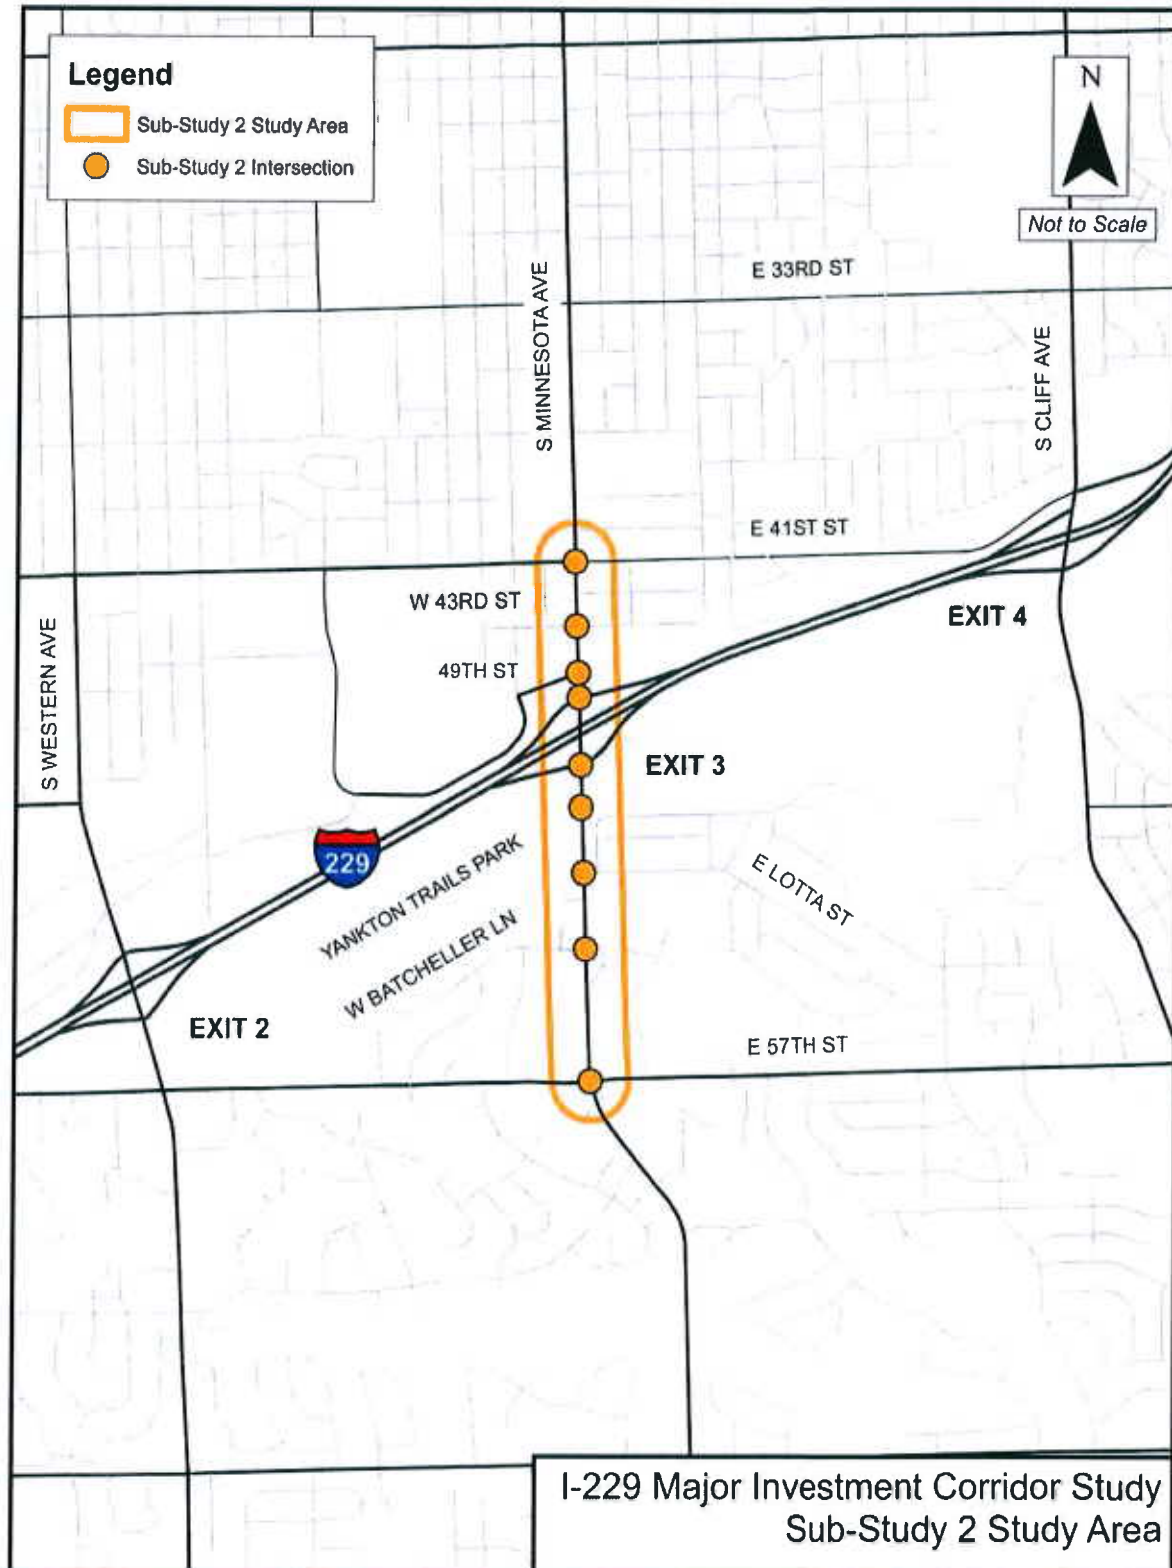 Legend
Sub-Study 2 Study Area
Sub-Study 2 Intersection
N
Not to Scale
E 33RD ST
S MINNESOTA AVE
S CLIFF AVE
E 41ST ST
W 43RD ST
EXIT 4
49TH ST
S WESTERN AVE
EXIT 3
229
YANKTON TRAILS PARK
E LOTTA ST
W BATCHELLER LN
EXIT 2
E 57TH ST
I-229 Major Investment Corridor Study
Sub-Study 2 Study Area